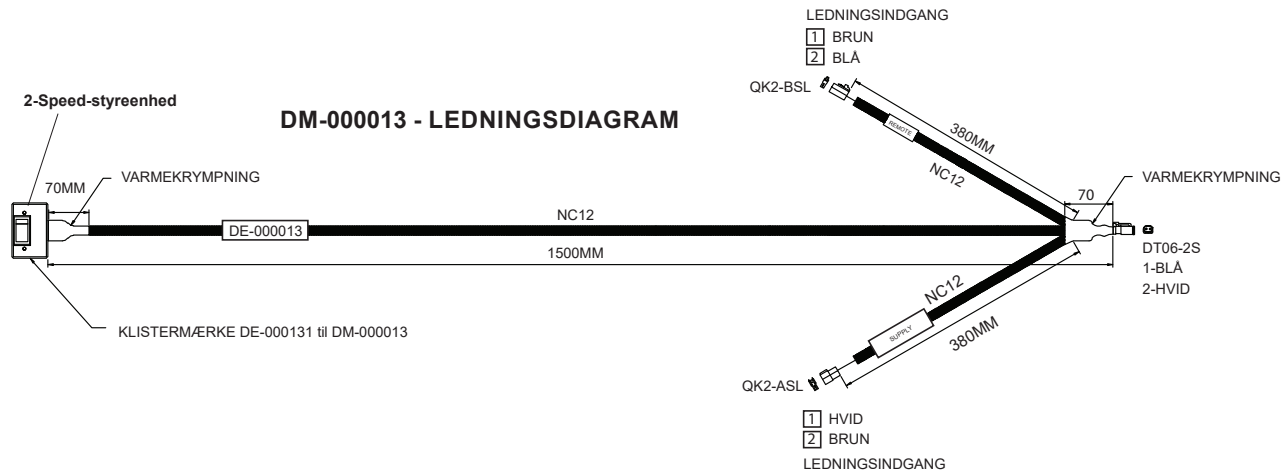 LEDNINGSINDGANG
1 BRUN
2 BLÅ
QK2-BSL
2-Speed-styreenhed
DM-000013 - LEDNINGSDIAGRAM
REMOTE
380MM
NC12
VARMEKRYMPNING
70MM
70
VARMEKRYMPNING
NC12
DE-000013
1500MM
DT06-2S
1-BLÅ
2-HVID
NC12
SUPPLY
380MM
KLISTERMÆRKE DE-000131 til DM-000013
QK2-ASL
1 HVID
2 BRUN
LEDNINGSINDGANG